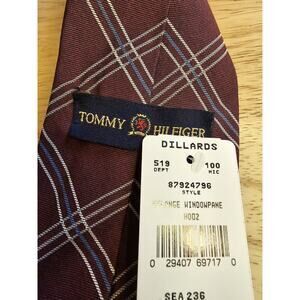 TOMMY HILFIGER
DILLARDS
519 100
DEPT MIC
87924796
STYLE
WINDOWPANE
H002
0 29407 69717 0
SEA 236